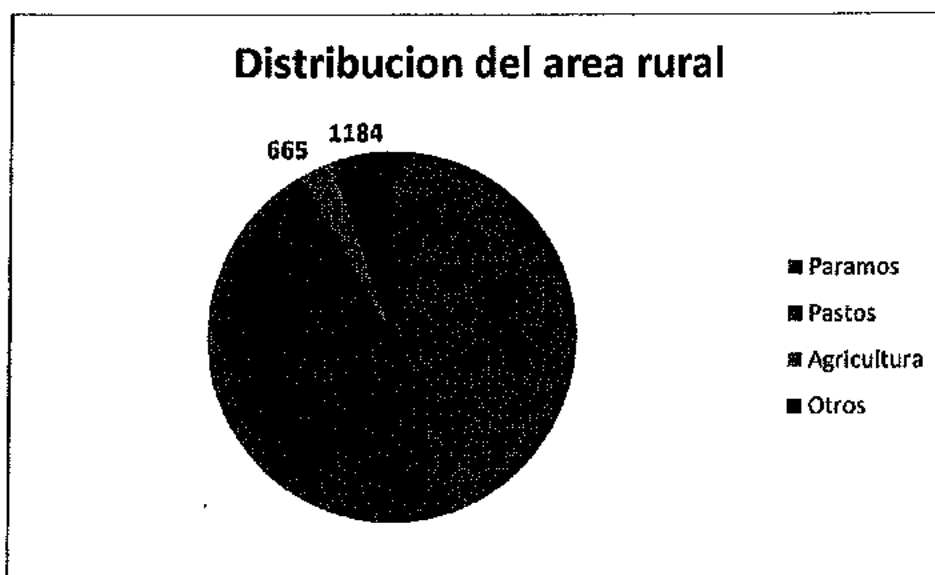 Distribucion del area rural
1184
665
Paramos
Pastos
Agricultura
Otros